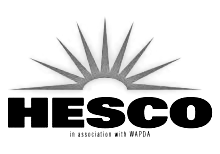 HESCO
in association with WAPDA